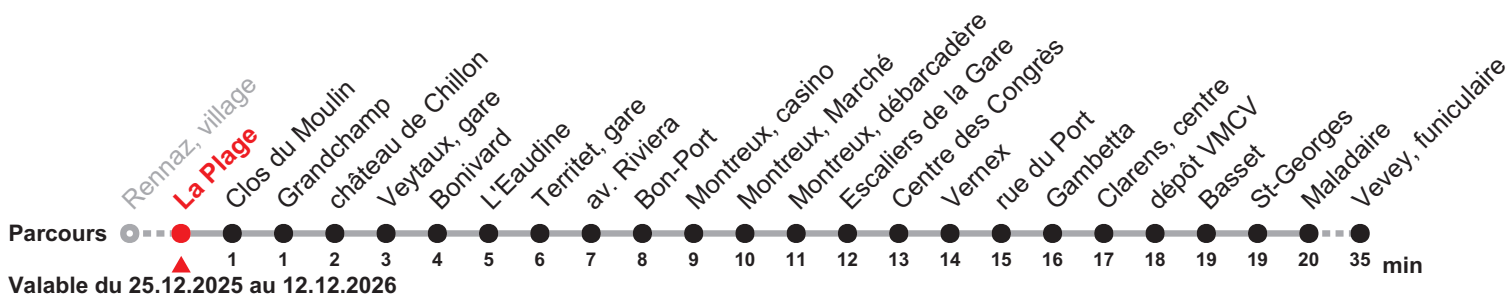 Rennaz, village
La Plage
Clos du Moulin
Grandchamp
château de Chillon
Veytaux, gare
Bonivard
L'Eaudine
Territet, gare
av. Riviera
Bon-Port
Montreux, casino
Montreux, Marché
Montreux, débarcadère
Escaliers de la Gare
Centre des Congrès
Vernex
rue du Port
Gambetta
Clarens, centre
dépôt VMCV
Basset
St-Georges
Maladaire
Vevey, funiculaire
Parcours
1 1 2 3 4 5 6 7 8 9 10 11 12 13 14 15 16 17 18 19 19 20 35 min
Valable du 25.12.2025 au 12.12.2026